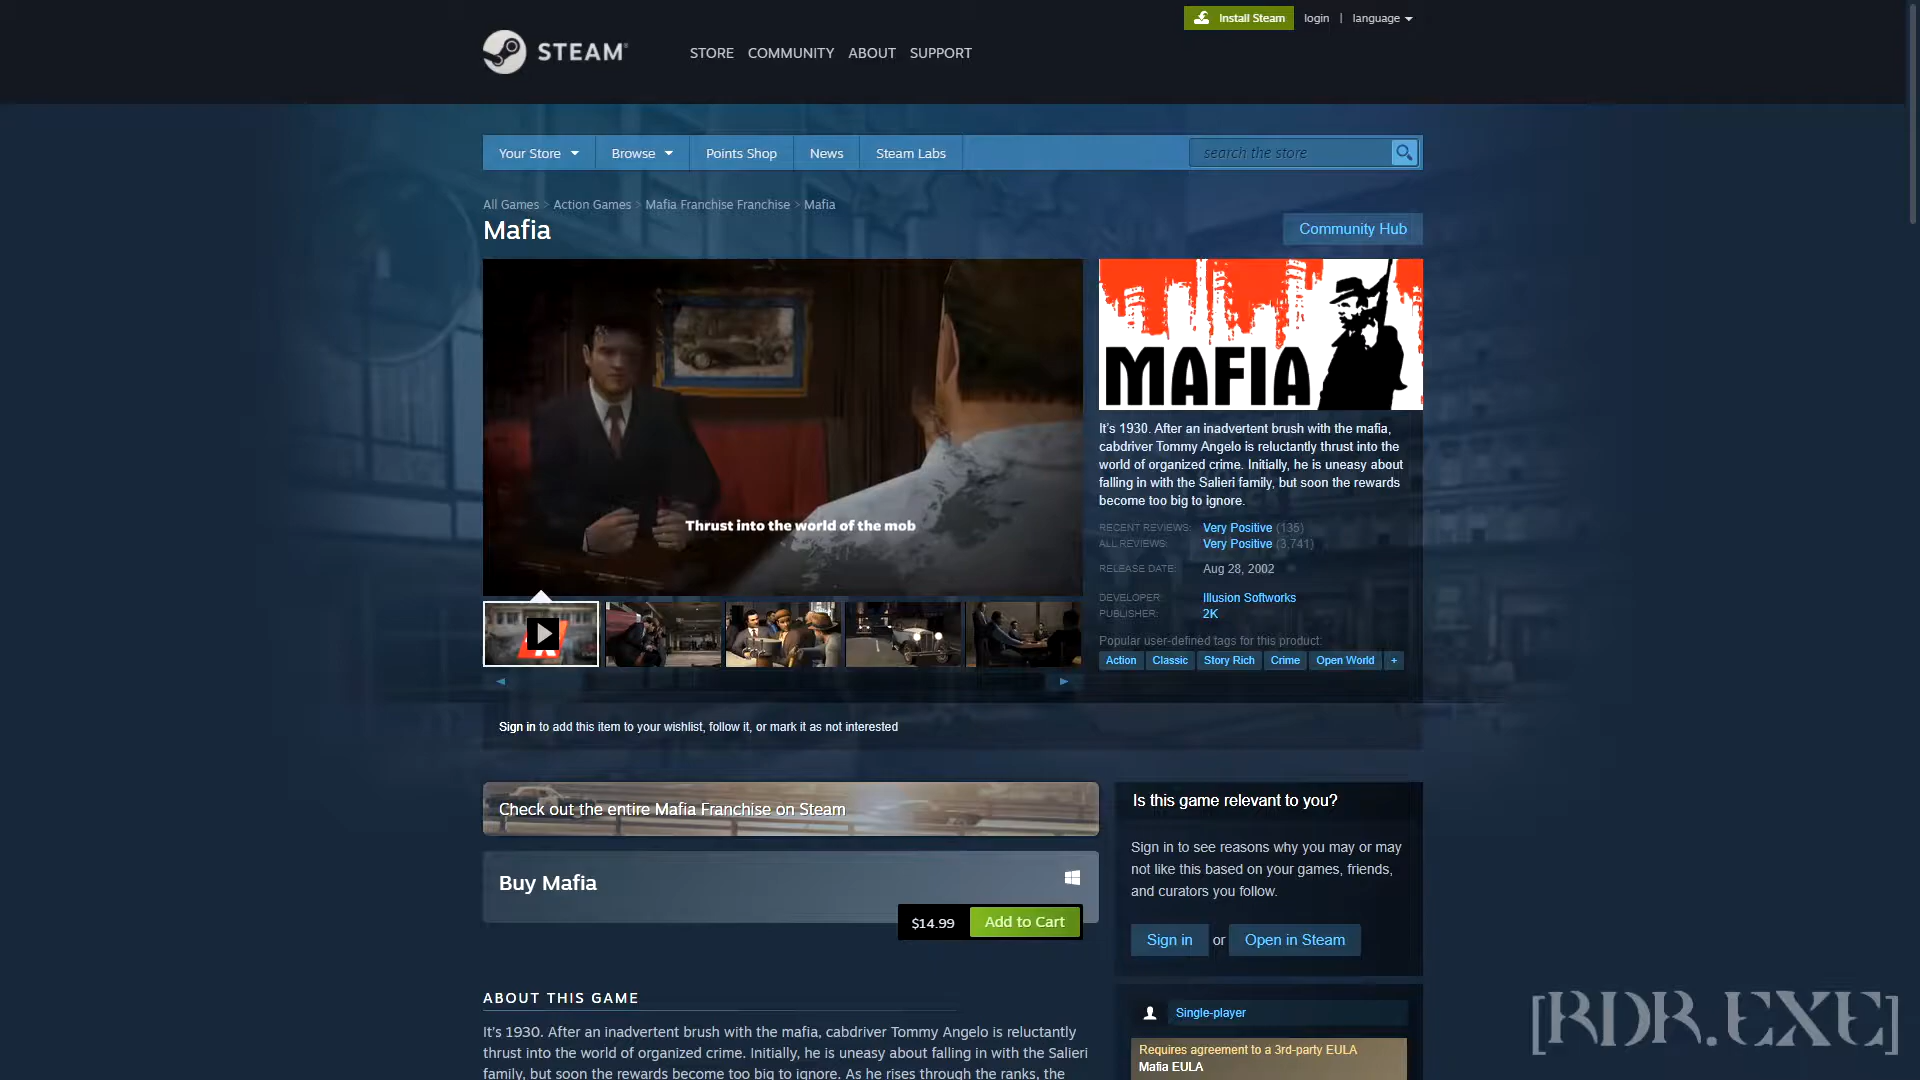 Install Steam
login | language
STEAM
STORE COMMUNITY ABOUT SUPPORT
Your Store Browse Points Shop News Steam Labs
search the store
All Games > Action Games > Mafia Franchise Franchise > Mafia
Mafia
Community Hub
Thrust into the world of the mob
MAFIA
It's 1930. After an inadvertent brush with the mafia,
cabdriver Tommy Angelo is reluctantly thrust into the
world of organized crime. Initially, he is uneasy about
falling in with the Salieri family, but soon the rewards
become too big to ignore.
RECENT REVIEWS: Very Positive (135)
ALL REVIEWS: Very Positive (3,741)
RELEASE DATE: Aug 28, 2002
DEVELOPER: Illusion Softworks
PUBLISHER: 2K
Popular user-defined tags for this product:
Action Classic Story Rich Crime Open World +
Sign in to add this item to your wishlist, follow it, or mark it as not interested
Check out the entire Mafia Franchise on Steam
Buy Mafia
$14.99 Add to Cart
Is this game relevant to you?
Sign in to see reasons why you may or may
not like this based on your games, friends,
and curators you follow.
Sign in or Open in Steam
ABOUT THIS GAME
It's 1930. After an inadvertent brush with the mafia, cabdriver Tommy Angelo is reluctantly
thrust into the world of organized crime. Initially, he is uneasy about falling in with the Salieri
family, but soon the rewards become too big to ignore. As he rises through the ranks, the
Single-player
Requires agreement to a 3rd-party EULA
Mafia EULA
[RDR.EXE]